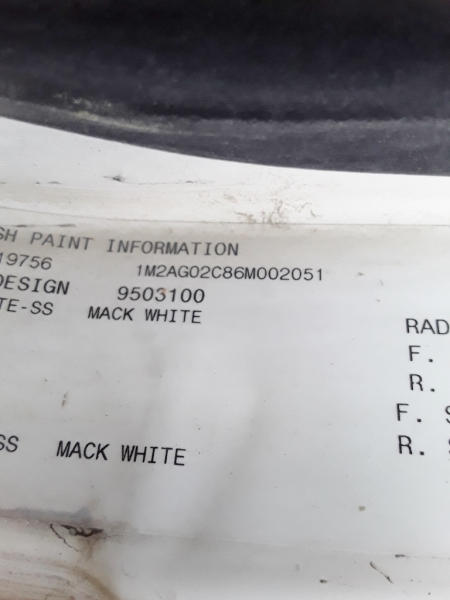 SH PAINT INFORMATION
19756 1M2AG02C86M002051
DESIGN 9503100
TE-SS MACK WHITE
RAD
F.
R.
F. S
SS MACK WHITE
R. S